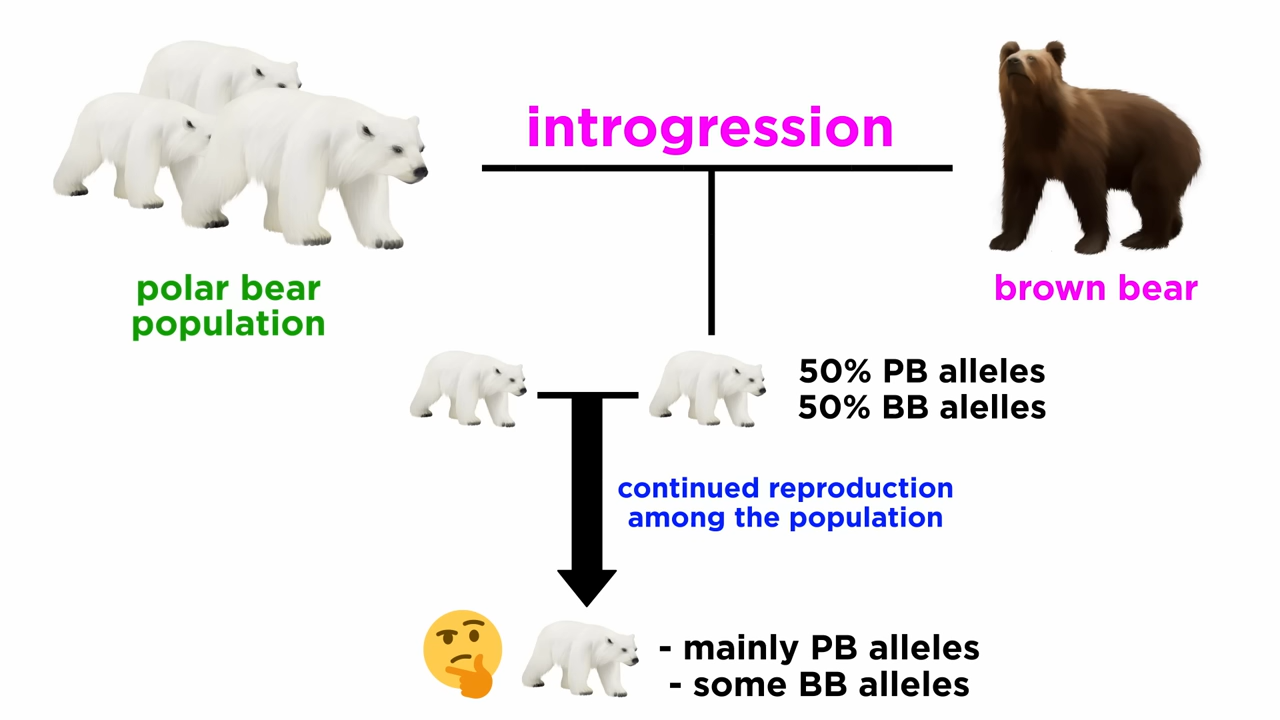 introgression
polar bear
population
brown bear
50% PB alleles
50% BB alelles
continued reproduction
among the population
- mainly PB alleles
- some BB alleles